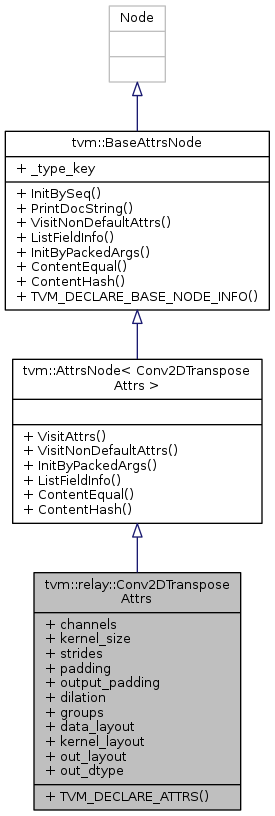 Node
tvm::BaseAttrsNode
+ _type_key
+ InitBySeq()
+ PrintDocString()
+ VisitNonDefaultAttrs()
+ ListFieldInfo()
+ InitByPackedArgs()
+ ContentEqual()
+ ContentHash()
+ TVM_DECLARE_BASE_NODE_INFO()
tvm::AttrsNode< Conv2DTranspose
Attrs >
+ VisitAttrs()
+ VisitNonDefaultAttrs()
+ InitByPackedArgs()
+ ListFieldInfo()
+ ContentEqual()
+ ContentHash()
tvm::relay::Conv2DTranspose
Attrs
+ channels
+ kernel_size
+ strides
+ padding
+ output_padding
+ dilation
+ groups
+ data_layout
+ kernel_layout
+ out_layout
+ out_dtype
+ TVM_DECLARE_ATTRS()